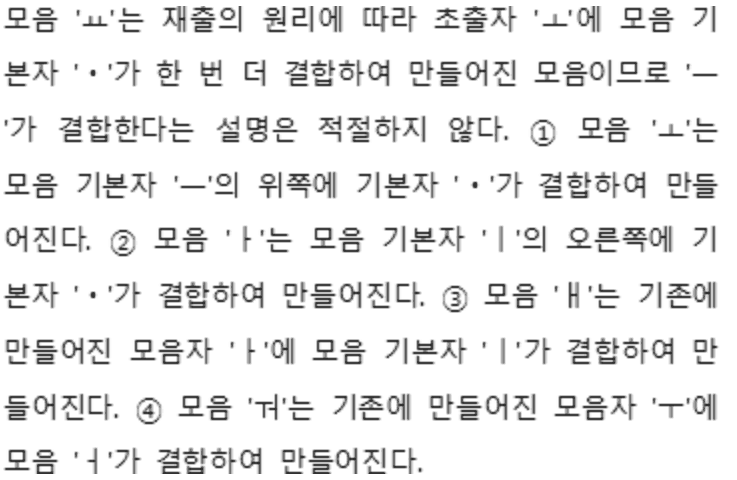 모음 'ㅛ'는 재출의 원리에 따라 초출자 'ㅗ'에 모음 기
본자 '·'가 한 번 더 결합하여 만들어진 모음이므로 'ㅡ
'가 결합한다는 설명은 적절하지 않다. ① 모음 'ㅗ'는
모음 기본자 'ㅡ'의 위쪽에 기본자 '·'가 결합하여 만들
어진다. ② 모음 'ㅏ'는 모음 기본자 'ㅣ'의 오른쪽에 기
본자 '·'가 결합하여 만들어진다. ③ 모음 'ㅐ'는 기존에
만들어진 모음자 'ㅏ'에 모음 기본자 'ㅣ'가 결합하여 만
들어진다. ④ 모음 'ㅝ'는 기존에 만들어진 모음자 'ㅜ'에
모음 'ㅓ'가 결합하여 만들어진다.